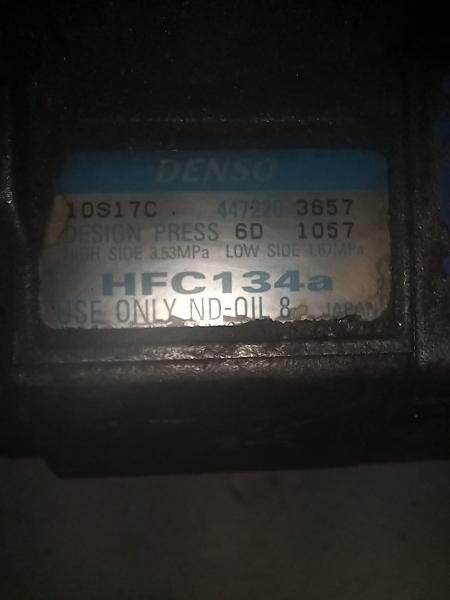 DENSO
10S17C 447220 3657
DESIGN PRESS 6D 1057
HIGH SIDE 3.53MPa LOW SIDE 1.67MPa
HFC134a
USE ONLY ND-OIL 8 JAPAN